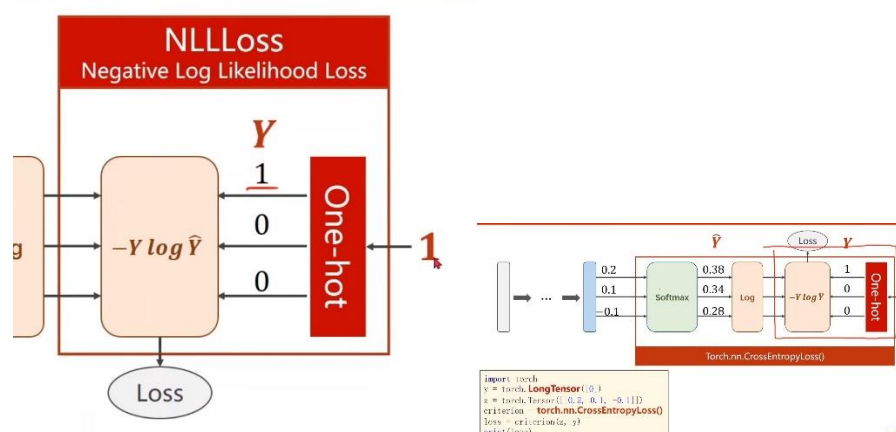 NLLLoss
Negative Log Likelihood Loss
Y
1
0
0
g
−Y log Ŷ
One-hot
1
Loss
Ŷ
Loss
Y
0.2
0.1
−0.1
...
Softmax
0.38
0.34
0.28
Log
−Y log Ŷ
1
0
0
One-hot
Torch.nn.CrossEntropyLoss()
import torch
y = torch.LongTensor([0])
z = torch.Tensor([[0.2, 0.1, -0.1]])
criterion = torch.nn.CrossEntropyLoss()
loss = criterion(z, y)
print(loss)